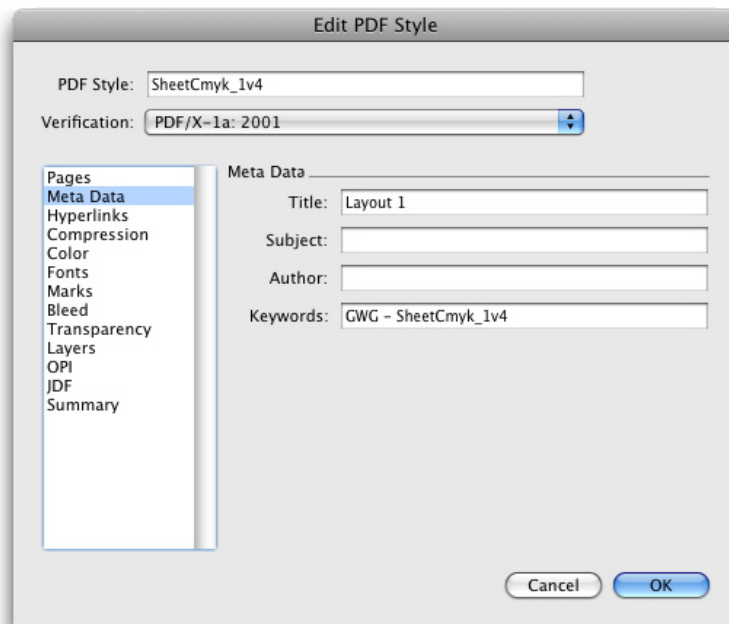 Edit PDF Style
PDF Style: SheetCmyk_1v4
Verification: PDF/X-1a: 2001
Pages
Meta Data
Hyperlinks
Compression
Color
Fonts
Marks
Bleed
Transparency
Layers
OPI
JDF
Summary
Meta Data
Title: Layout 1
Subject:
Author:
Keywords: GWG - SheetCmyk_1v4
Cancel OK